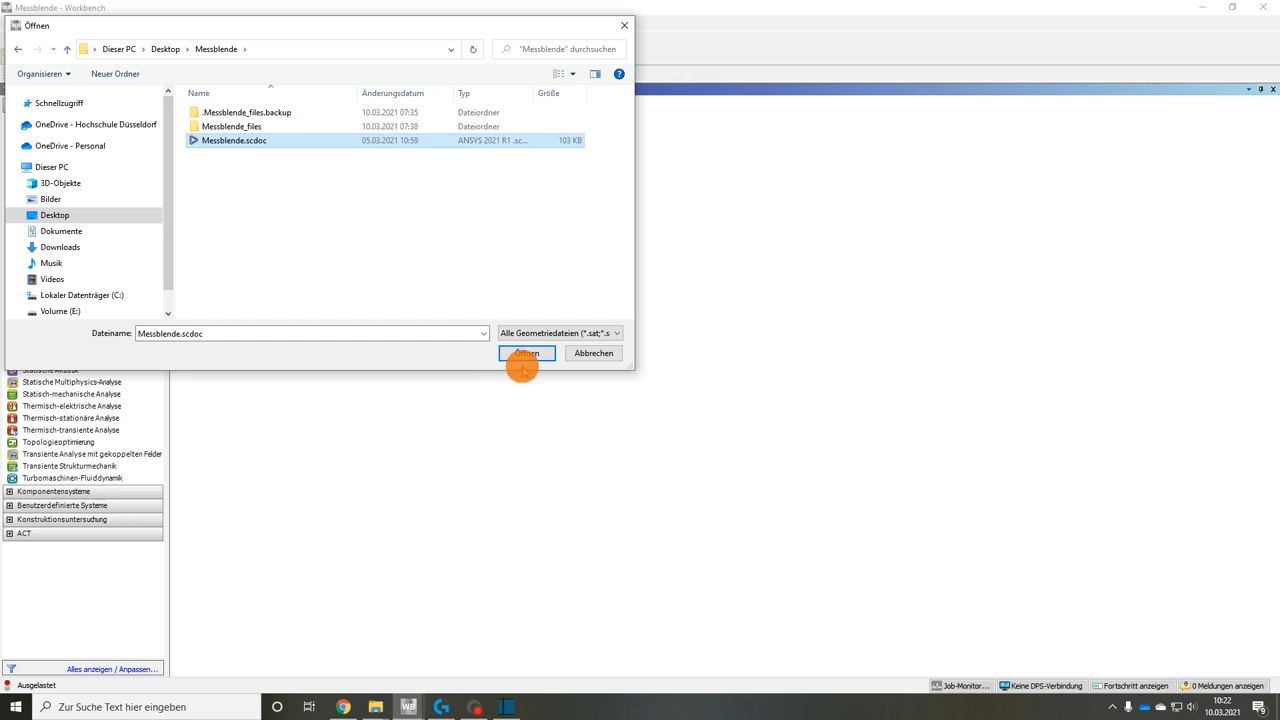 Messblende - Workbench
Öffnen
Dieser PC > Desktop > Messblende >
"Messblende" durchsuchen
Organisieren
Neuer Ordner
Name
Änderungsdatum
Typ
Größe
Schnellzugriff
OneDrive - Hochschule Düsseldorf
OneDrive - Personal
Dieser PC
3D-Objekte
Bilder
Desktop
Dokumente
Downloads
Musik
Videos
Lokaler Datenträger (C:)
Volume (E:)
.Messblende_files.backup 10.03.2021 07:35 Dateiordner
Messblende_files 10.03.2021 07:38 Dateiordner
Messblende.scdoc 05.03.2021 10:59 ANSYS 2021 R1 .sc... 103 KB
Dateiname: Messblende.scdoc
Alle Geometriedateien (*.sat;*.s
Öffnen
Abbrechen
Statische Akustik
Statische Multiphysics-Analyse
Statisch-mechanische Analyse
Thermisch-elektrische Analyse
Thermisch-stationäre Analyse
Thermisch-transiente Analyse
Topologieoptimierung
Transiente Analyse mit gekoppelten Felder
Transiente Strukturmechanik
Turbomaschinen-Fluiddynamik
Komponentensysteme
Benutzerdefinierte Systeme
Konstruktionsuntersuchung
ACT
Alles anzeigen / Anpassen...
Ausgelastet
Job-Monitor...
Keine DPS-Verbindung
Fortschritt anzeigen
0 Meldungen anzeigen
Zur Suche Text hier eingeben
10:22
10.03.2021